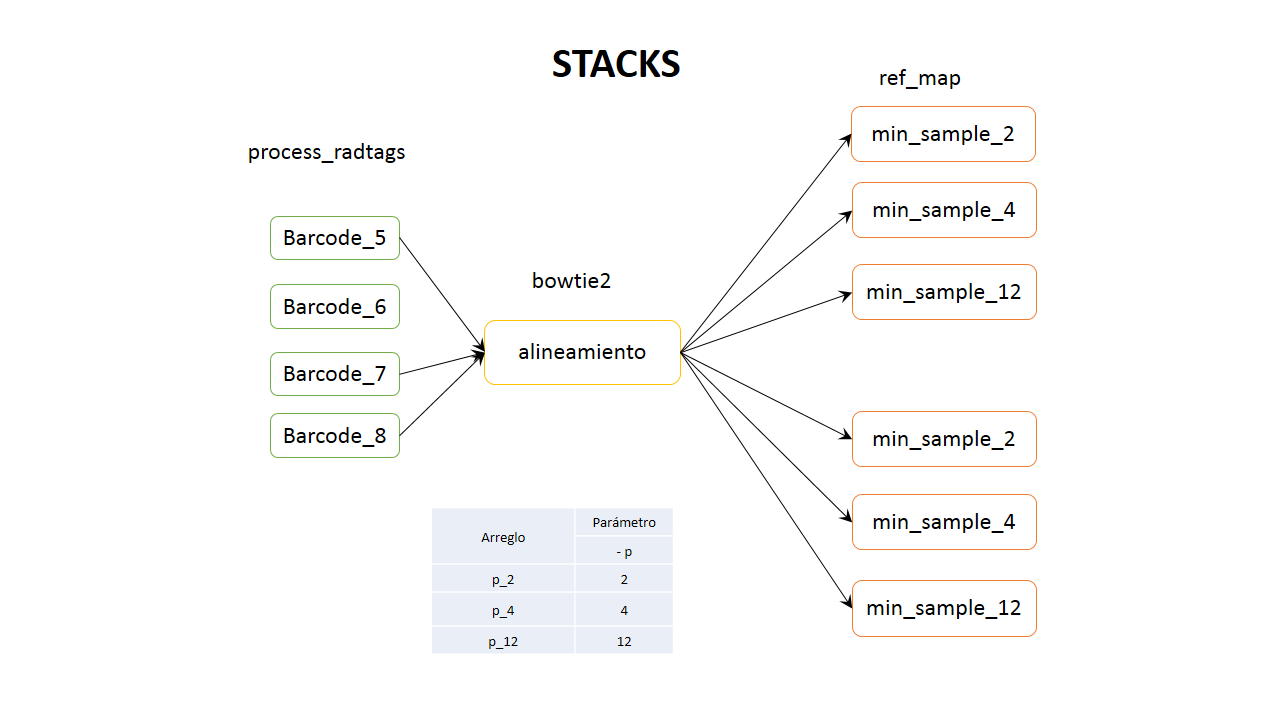 STACKS
process_radtags
Barcode_5
Barcode_6
Barcode_7
Barcode_8
bowtie2
alineamiento
ref_map
min_sample_2
min_sample_4
min_sample_12
min_sample_2
min_sample_4
min_sample_12
Arreglo
Parámetro
- p
p_2 2
p_4 4
p_12 12